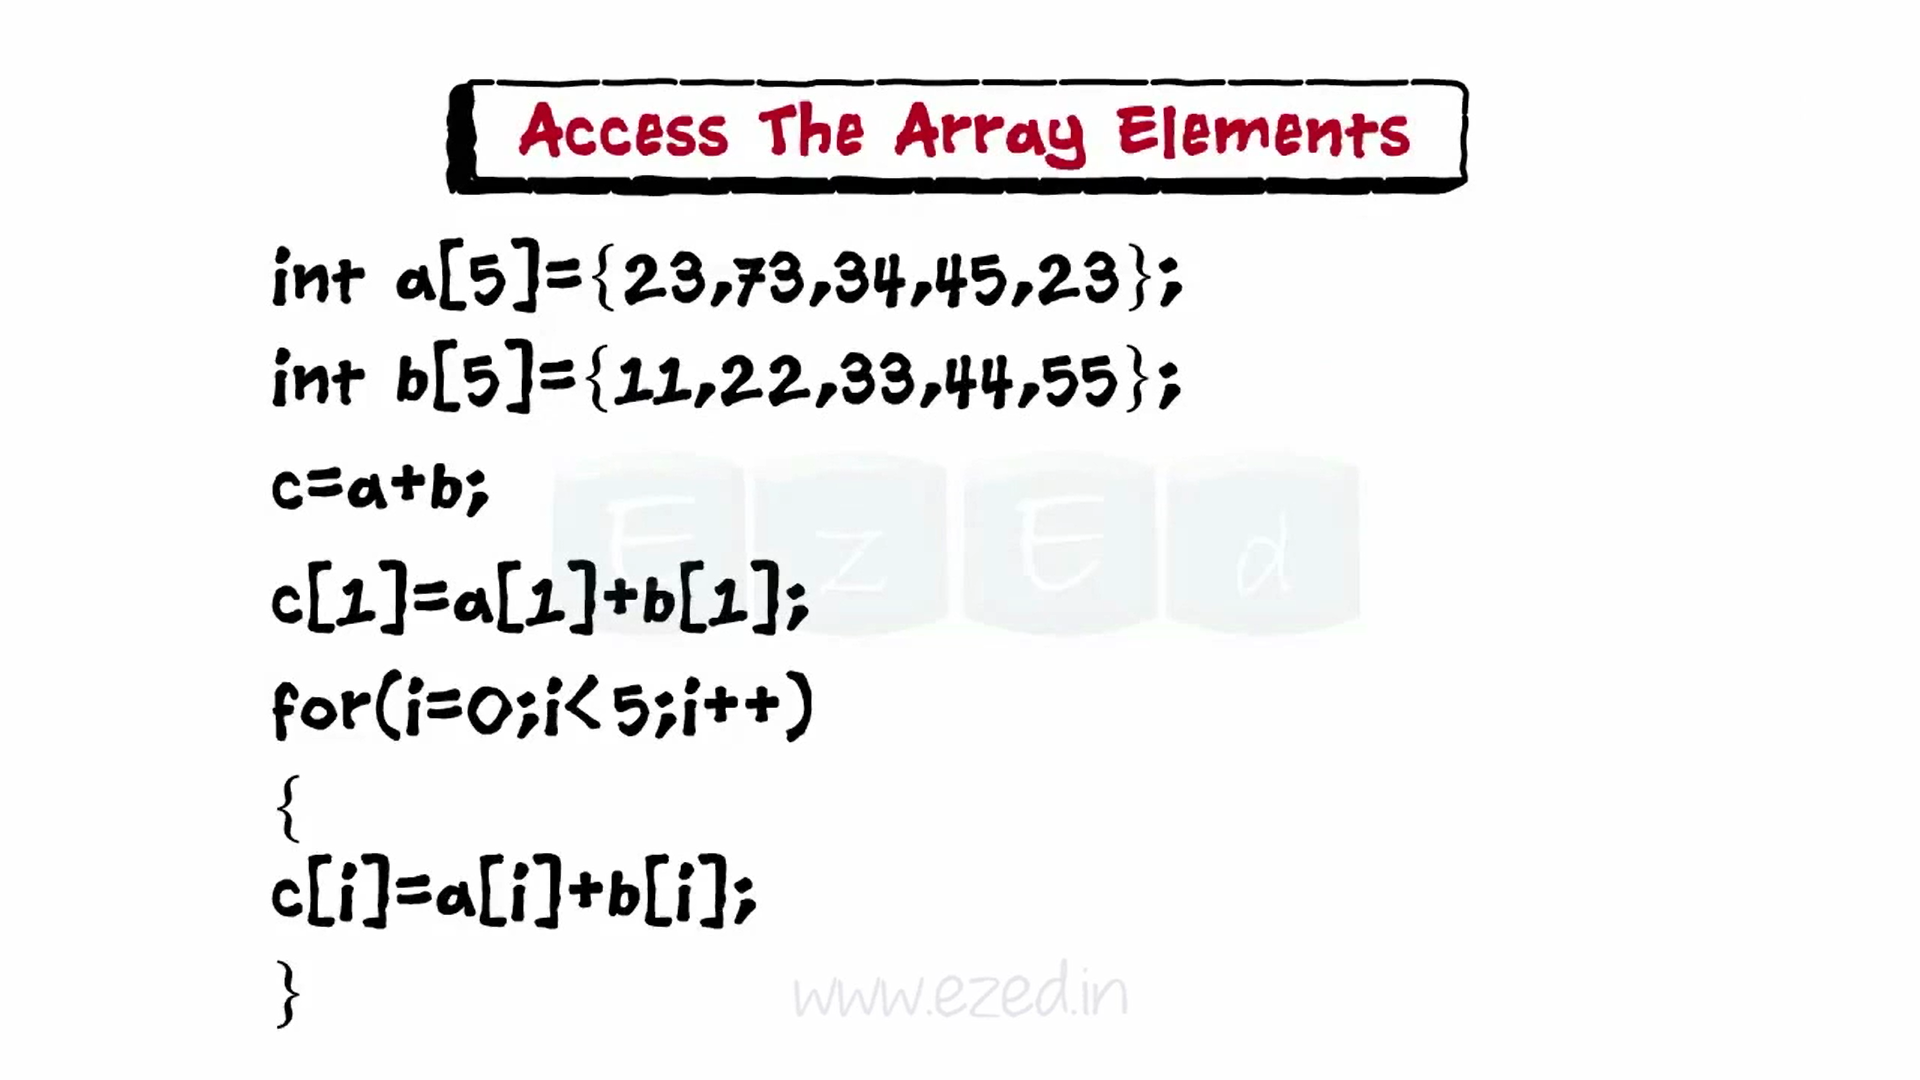 Access The Array Elements
int a[5]={23,73,34,45,23};
int b[5]={11,22,33,44,55};
c=a+b;
EzEd
c[1]=a[1]+b[1];
for(i=0;i<5;i++)
{
c[i]=a[i]+b[i];
}
www.ezed.in